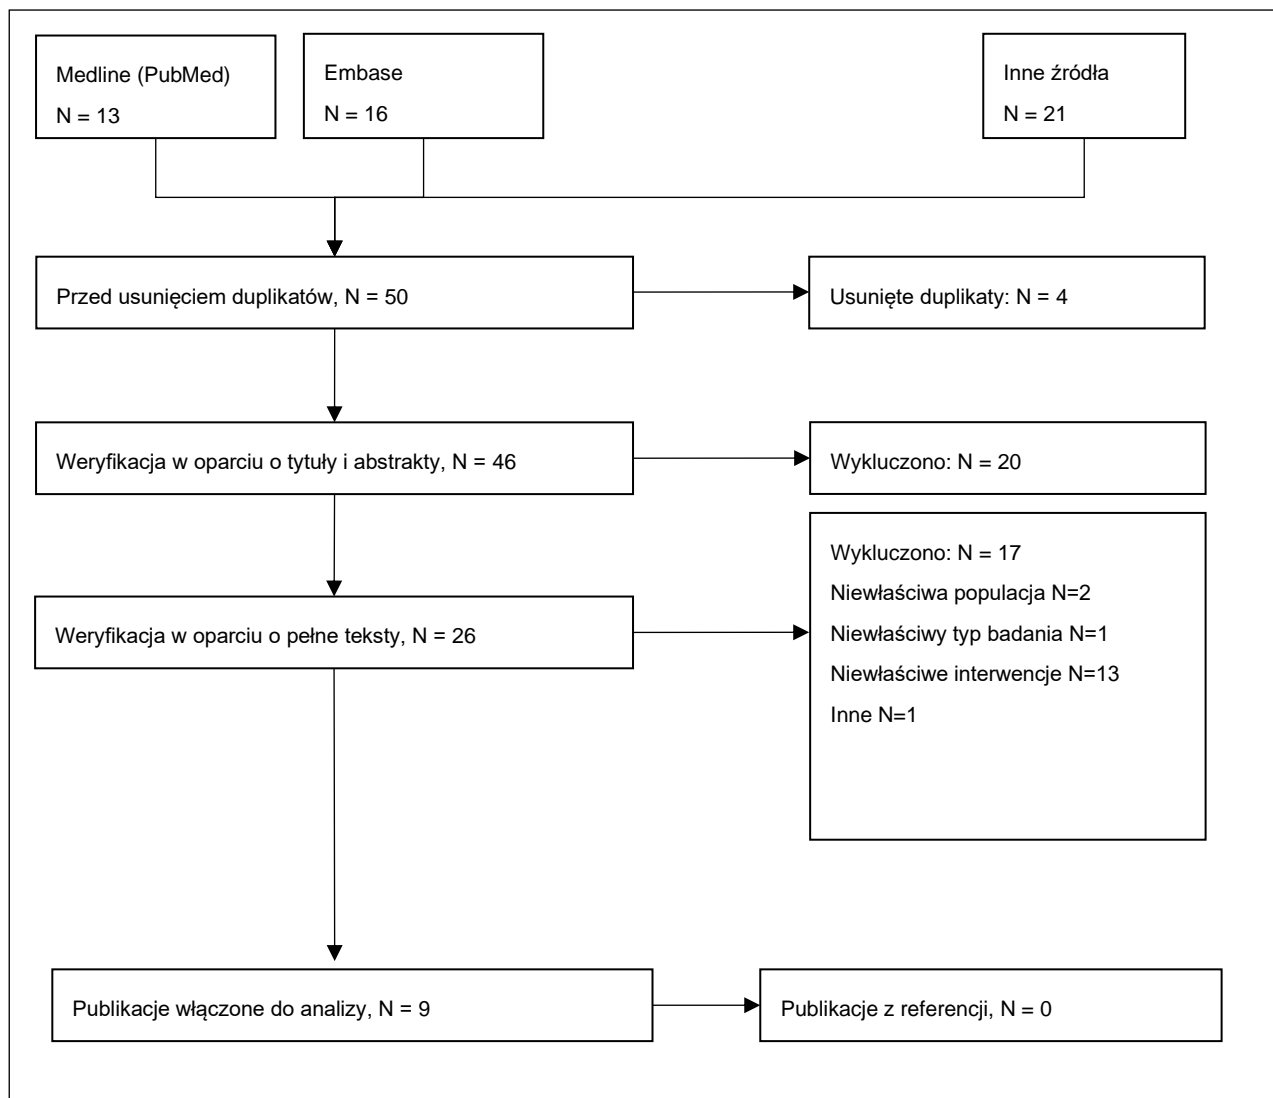 Medline (PubMed)
N = 13
Embase
N = 16
Inne źródła
N = 21
Przed usunięciem duplikatów, N = 50
Usunięte duplikaty: N = 4
Weryfikacja w oparciu o tytuły i abstrakty, N = 46
Wykluczono: N = 20
Weryfikacja w oparciu o pełne teksty, N = 26
Wykluczono: N = 17
Niewłaściwa populacja N=2
Niewłaściwy typ badania N=1
Niewłaściwe interwencje N=13
Inne N=1
Publikacje włączone do analizy, N = 9
Publikacje z referencji, N = 0